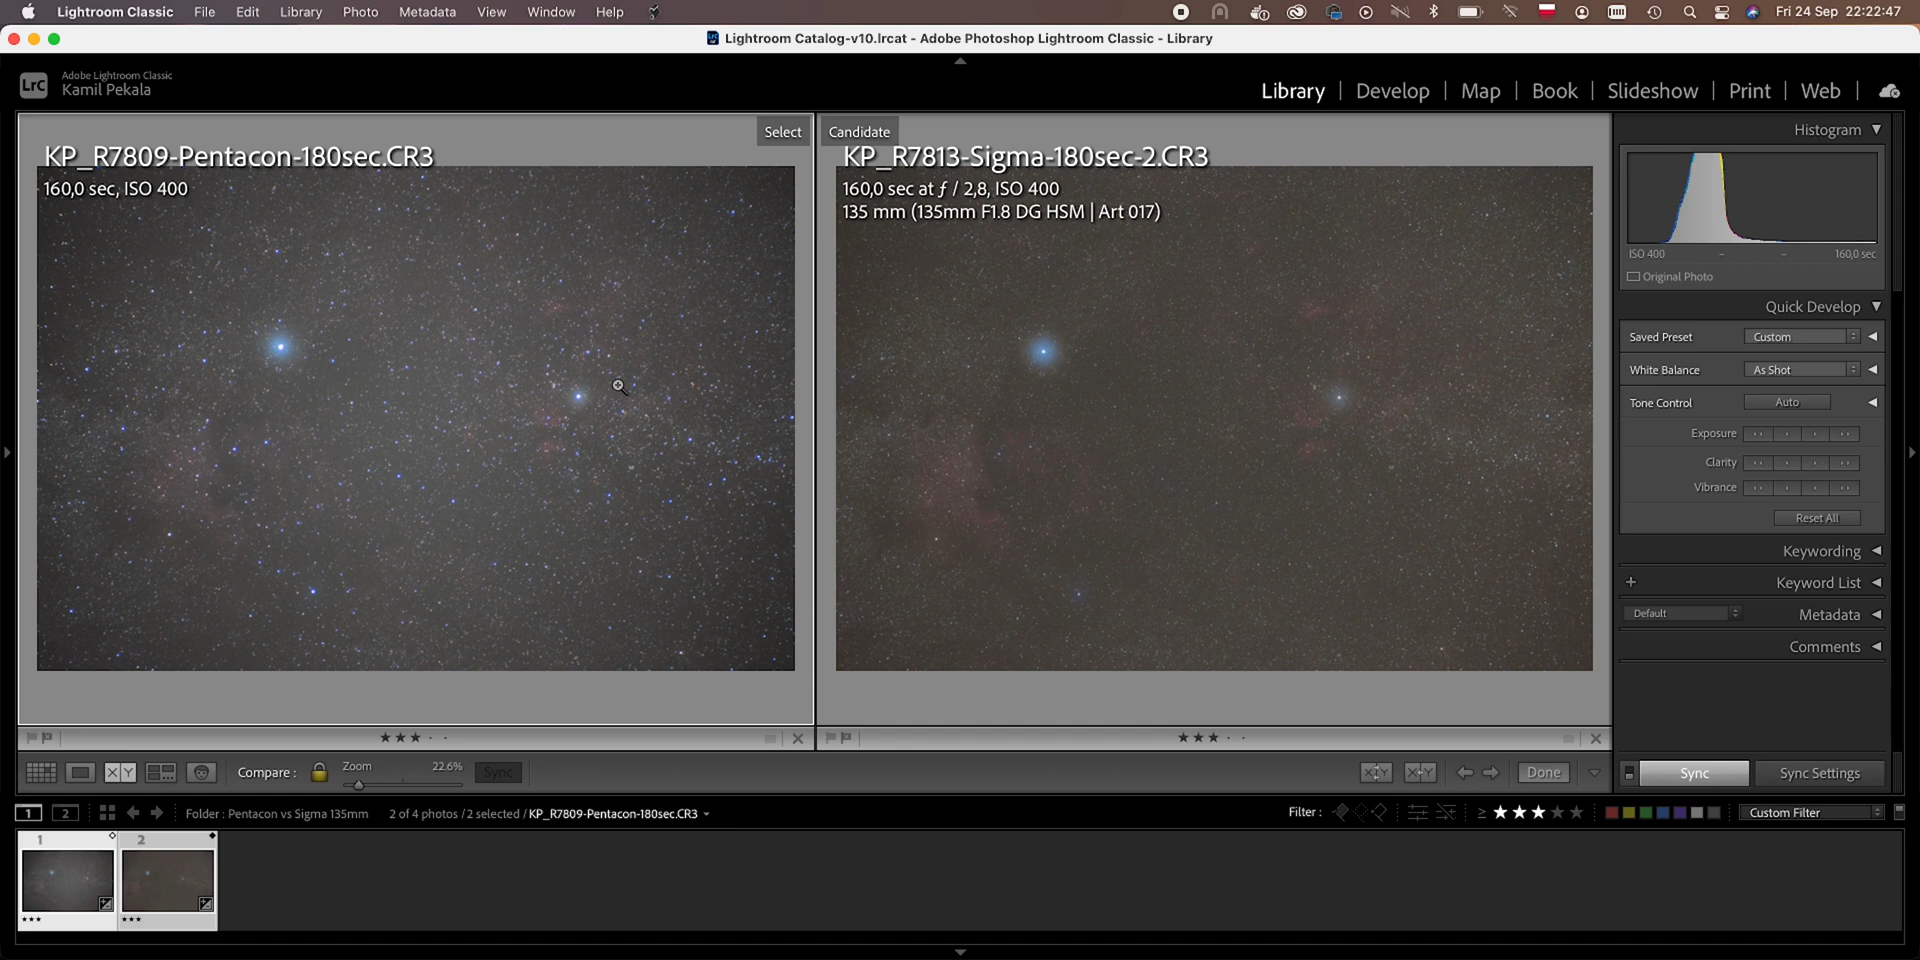 Lightroom Classic File Edit Library Photo Metadata View Window Help Fri 24 Sep 22:22:47
Lightroom Catalog-v10.lrcat - Adobe Photoshop Lightroom Classic - Library
LrC Adobe Lightroom Classic
Kamil Pekala
Library | Develop | Map | Book | Slideshow | Print | Web
Select
KP_R7809-Pentacon-180sec.CR3
160,0 sec, ISO 400
Candidate
KP_R7813-Sigma-180sec-2.CR3
160,0 sec at ƒ / 2,8, ISO 400
135 mm (135mm F1.8 DG HSM | Art 017)
Histogram
ISO 400 – – 160,0 sec
Original Photo
Quick Develop
Saved Preset Custom
White Balance As Shot
Tone Control Auto
Exposure
Clarity
Vibrance
Reset All
Keywording
+ Keyword List
Default Metadata
Comments
X Y Compare : Zoom 22.6% Sync
X Y X Y Done
Sync Sync Settings
1 2 Folder : Pentacon vs Sigma 135mm 2 of 4 photos / 2 selected / KP_R7809-Pentacon-180sec.CR3
Filter : ≥ ★★★★★ Custom Filter
1 2